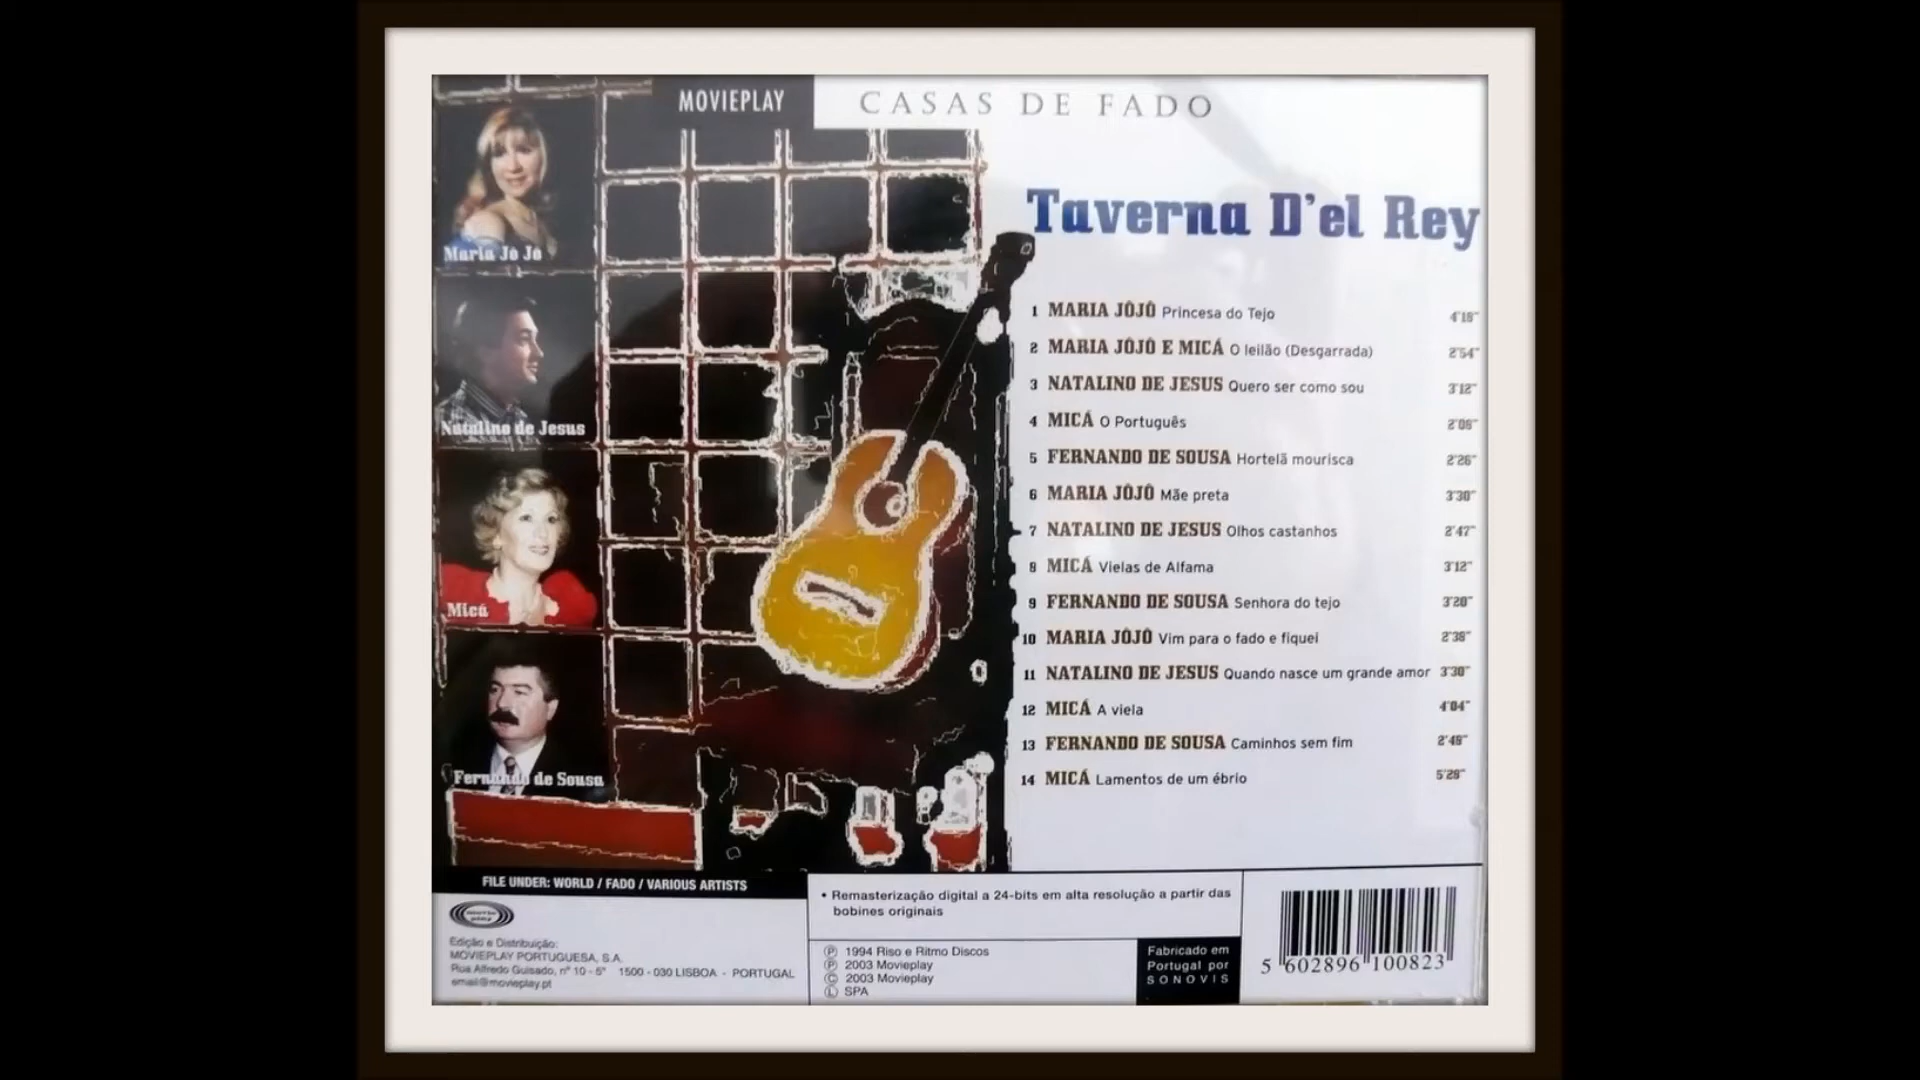 MOVIEPLAY
CASAS DE FADO
Taverna D'el Rey
Maria Jô Jô
Natalino de Jesus
Micá
Fernando de Sousa
1 MARIA JÔJÔ Princesa do Tejo 4'18"
2 MARIA JÔJÔ E MICÁ O leilão (Desgarrada) 2'54"
3 NATALINO DE JESUS Quero ser como sou 3'12"
4 MICÁ O Português 2'08"
5 FERNANDO DE SOUSA Hortelã mourisca 2'26"
6 MARIA JÔJÔ Mãe preta 3'30"
7 NATALINO DE JESUS Olhos castanhos 2'47"
8 MICÁ Vielas de Alfama 3'12"
9 FERNANDO DE SOUSA Senhora do tejo 3'20"
10 MARIA JÔJÔ Vim para o fado e fiquei 2'38"
11 NATALINO DE JESUS Quando nasce um grande amor 3'30"
12 MICÁ A viela 4'04"
13 FERNANDO DE SOUSA Caminhos sem fim
14 MICÁ Lamentos de um ébrio
FILE UNDER: WORLD / FADO / VARIOUS ARTISTS
movie play
Edição e Distribuição:
MOVIEPLAY PORTUGUESA, S.A.
Rua Alfredo Guisado, nº 10 - 5º 1500 - 030 LISBOA - PORTUGAL
email@movieplay.pt
• Remasterização digital a 24-bits em alta resolução a partir das
bobines originais
Ⓟ 1994 Riso e Ritmo Discos
Ⓟ 2003 Movieplay
Ⓒ 2003 Movieplay
Ⓛ SPA
Fabricado em
Portugal por
SONOVIS
5 602896 100823